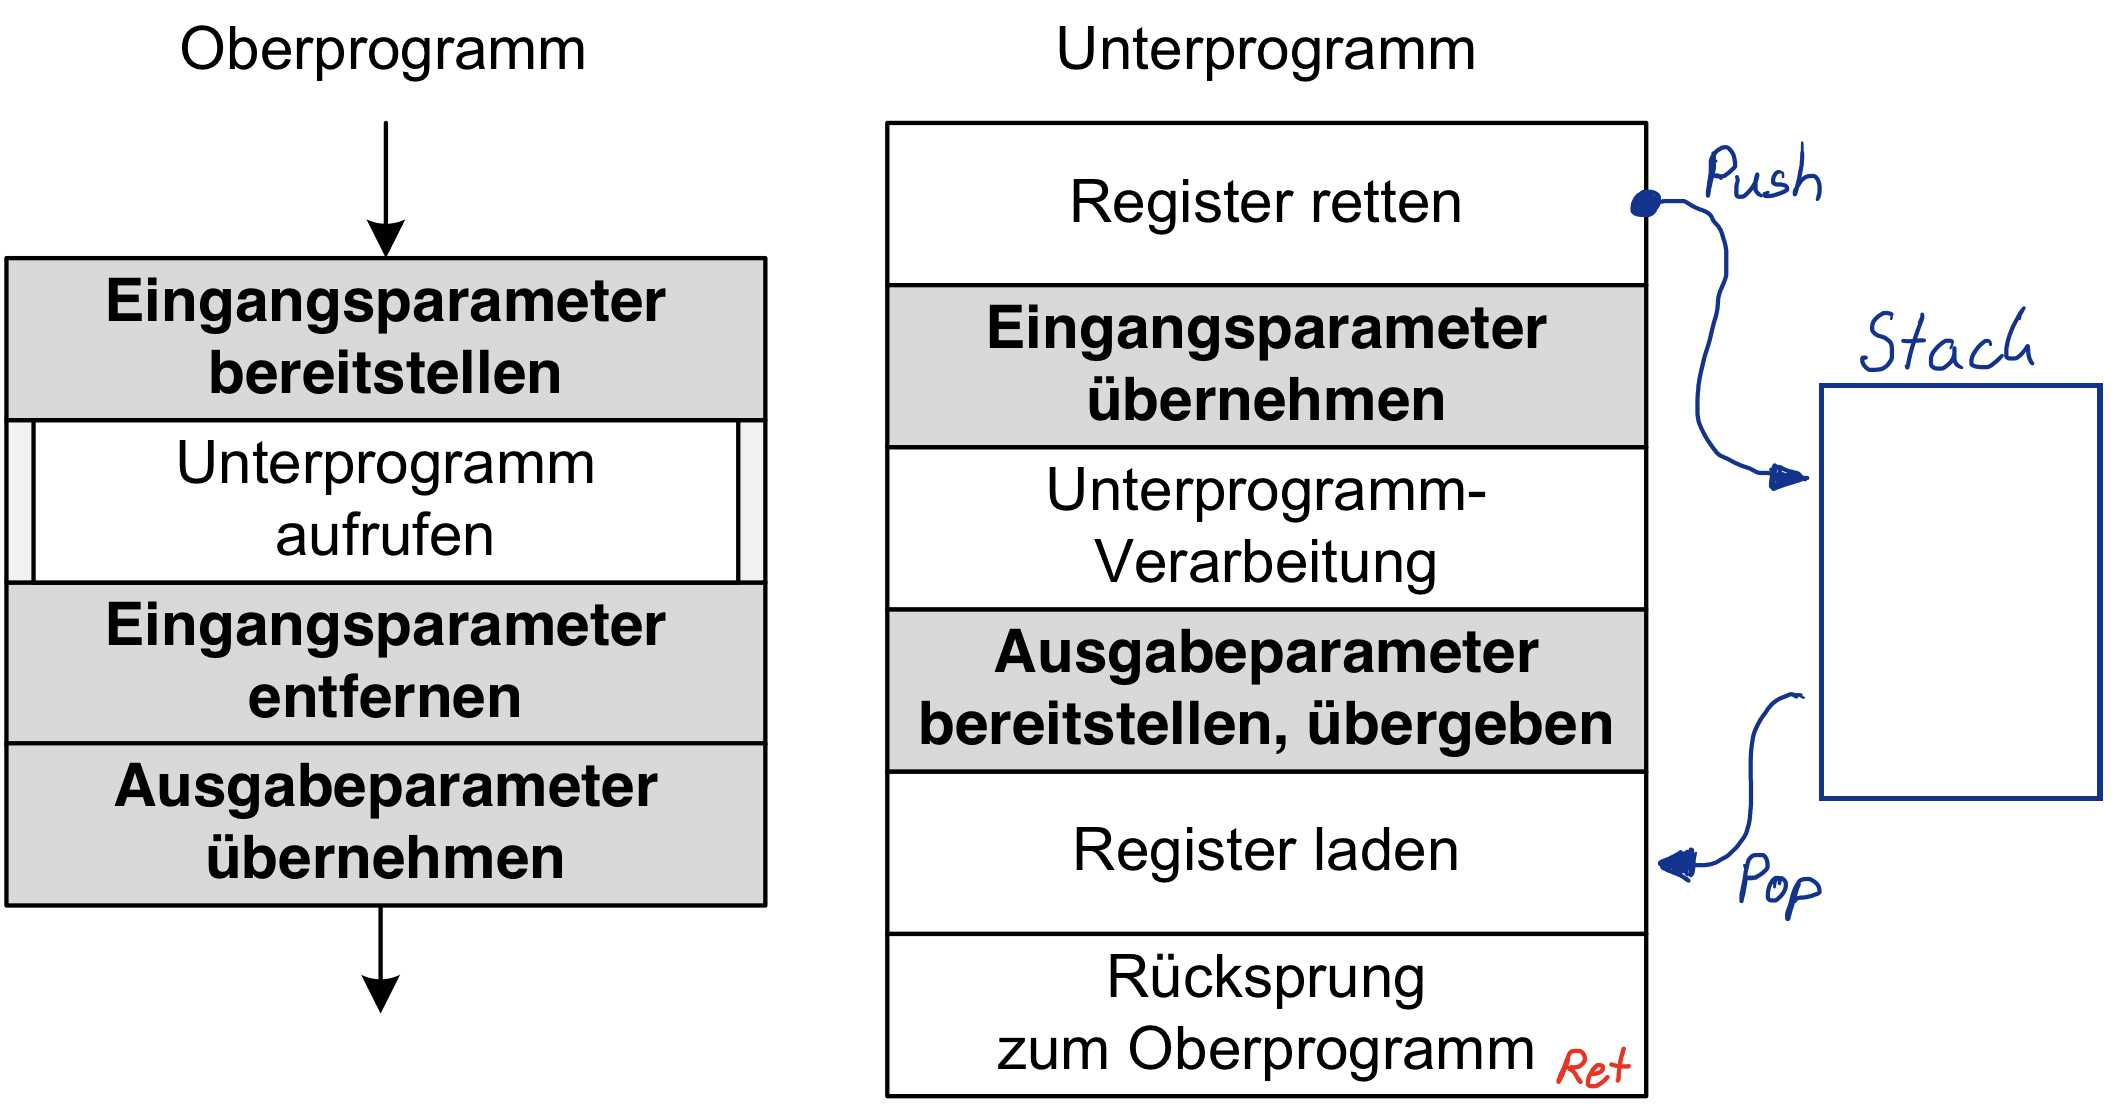 Oberprogramm
Eingangsparameter
bereitstellen
Unterprogramm
aufrufen
Eingangsparameter
entfernen
Ausgabeparameter
übernehmen
Unterprogramm
Register retten
Eingangsparameter
übernehmen
Unterprogramm-
Verarbeitung
Ausgabeparameter
bereitstellen, übergeben
Register laden
Rücksprung
zum Oberprogramm Ret
Push
Stack
Pop